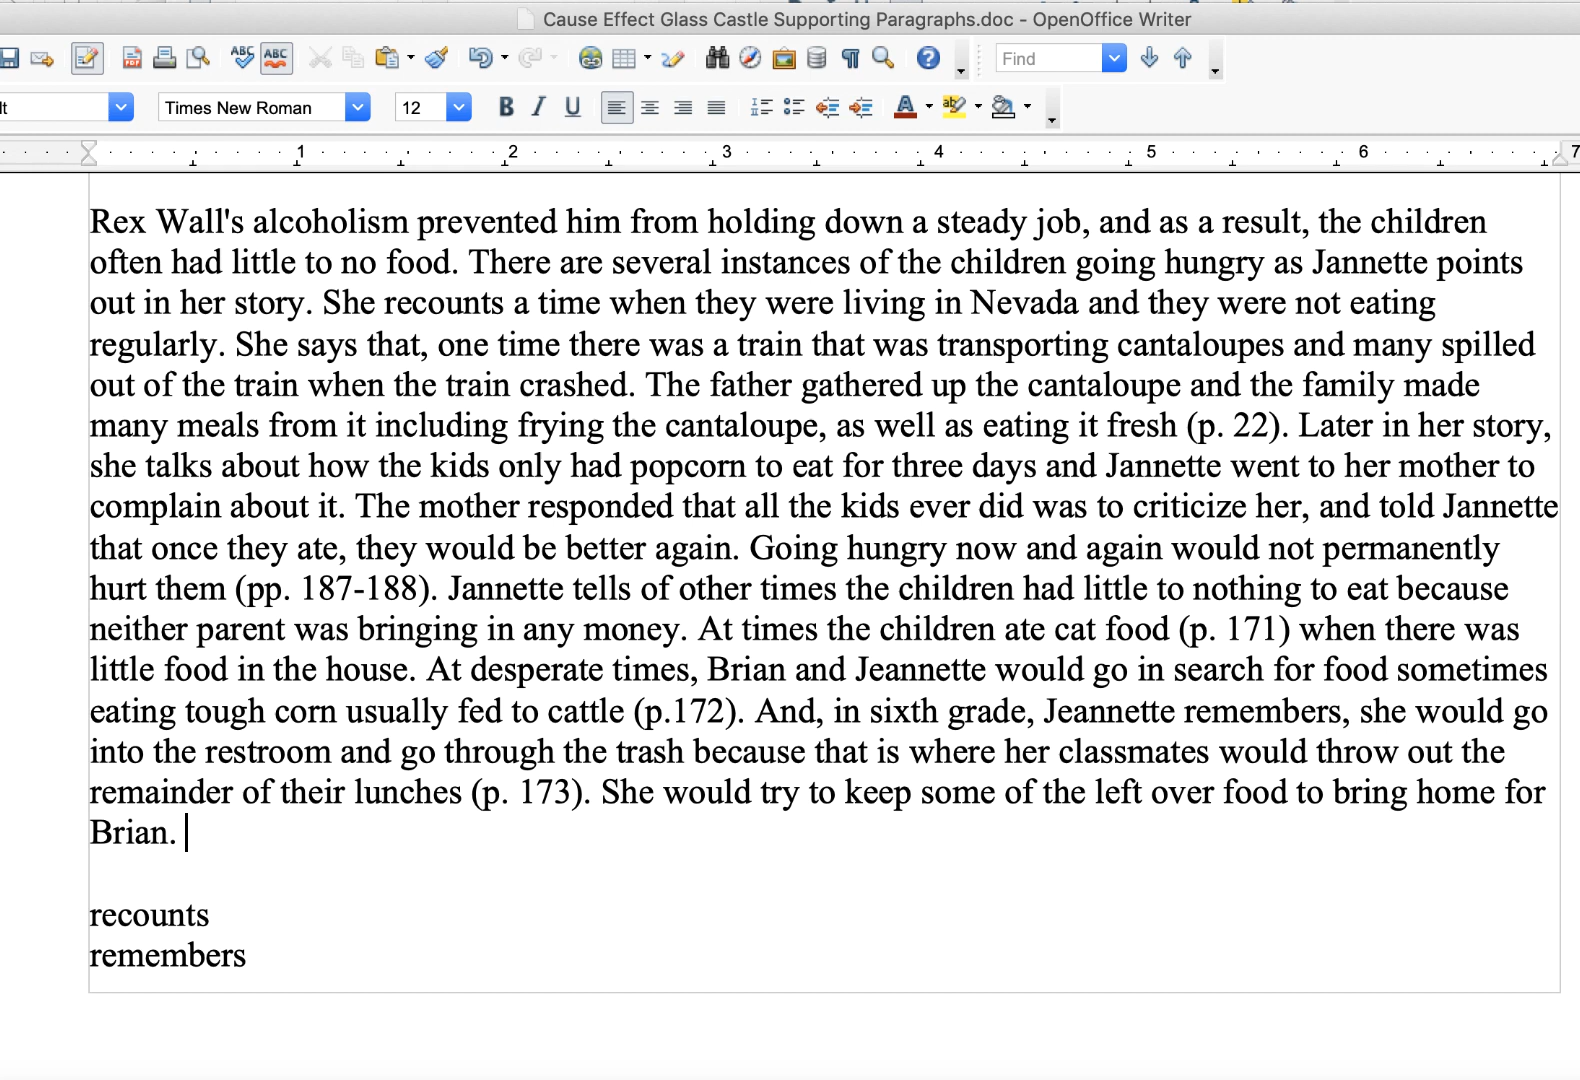 Cause Effect Glass Castle Supporting Paragraphs.doc - OpenOffice Writer
ABC ABC PDF Find
lt Times New Roman 12 B I U A ab
1 2 3 4 5 6 7
Rex Wall's alcoholism prevented him from holding down a steady job, and as a result, the children
often had little to no food. There are several instances of the children going hungry as Jannette points
out in her story. She recounts a time when they were living in Nevada and they were not eating
regularly. She says that, one time there was a train that was transporting cantaloupes and many spilled
out of the train when the train crashed. The father gathered up the cantaloupe and the family made
many meals from it including frying the cantaloupe, as well as eating it fresh (p. 22). Later in her story,
she talks about how the kids only had popcorn to eat for three days and Jannette went to her mother to
complain about it. The mother responded that all the kids ever did was to criticize her, and told Jannette
that once they ate, they would be better again. Going hungry now and again would not permanently
hurt them (pp. 187-188). Jannette tells of other times the children had little to nothing to eat because
neither parent was bringing in any money. At times the children ate cat food (p. 171) when there was
little food in the house. At desperate times, Brian and Jeannette would go in search for food sometimes
eating tough corn usually fed to cattle (p.172). And, in sixth grade, Jeannette remembers, she would go
into the restroom and go through the trash because that is where her classmates would throw out the
remainder of their lunches (p. 173). She would try to keep some of the left over food to bring home for
Brian.
recounts
remembers